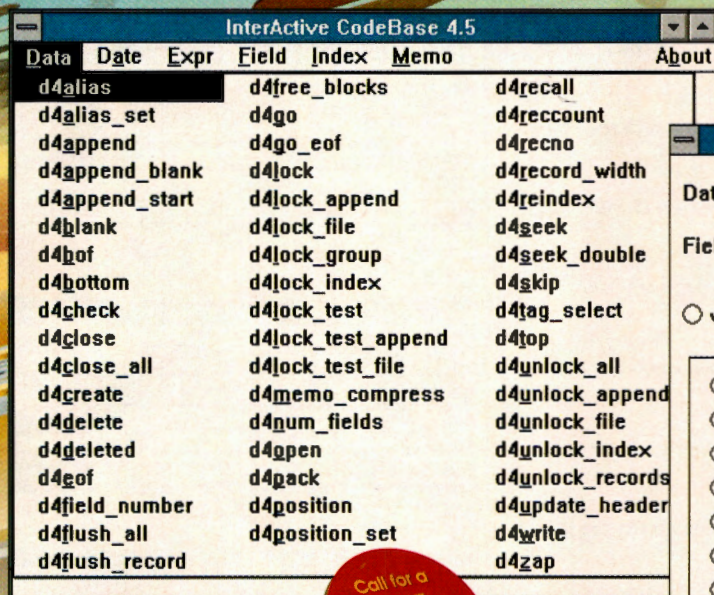 InterActive CodeBase 4.5
Data Date Expr Field Index Memo About
d4alias
d4alias_set
d4append
d4append_blank
d4append_start
d4blank
d4bof
d4bottom
d4check
d4close
d4close_all
d4create
d4delete
d4deleted
d4eof
d4field_number
d4flush_all
d4flush_record
d4free_blocks
d4go
d4go_eof
d4lock
d4lock_append
d4lock_file
d4lock_group
d4lock_index
d4lock_test
d4lock_test_append
d4lock_test_file
d4memo_compress
d4num_fields
d4open
d4pack
d4position
d4position_set
d4recall
d4reccount
d4recno
d4record_width
d4reindex
d4seek
d4seek_double
d4skip
d4tag_select
d4top
d4unlock_all
d4unlock_append
d4unlock_file
d4unlock_index
d4unlock_records
d4update_header
d4write
d4zap
Dat
Fie
Call for a